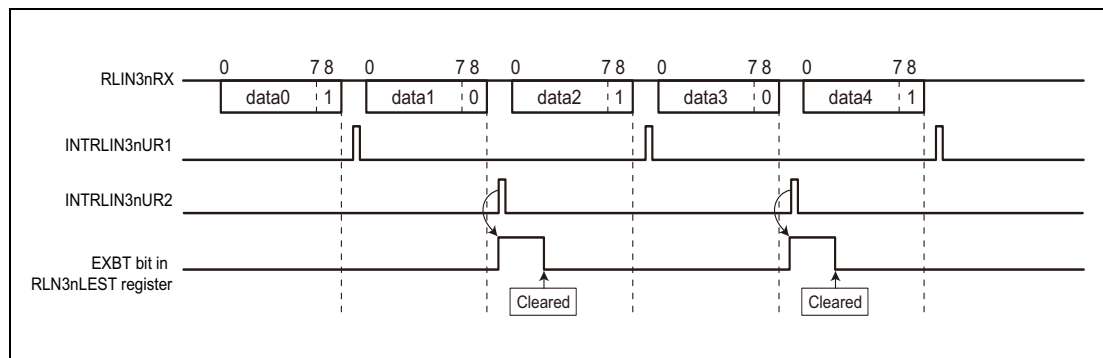 0 7 8 0 7 8 0 7 8 0 7 8 0 7 8
RLIN3nRX
data0 1 data1 0 data2 1 data3 0 data4 1
INTRLIN3nUR1
INTRLIN3nUR2
EXBT bit in
RLN3nLEST register
Cleared Cleared